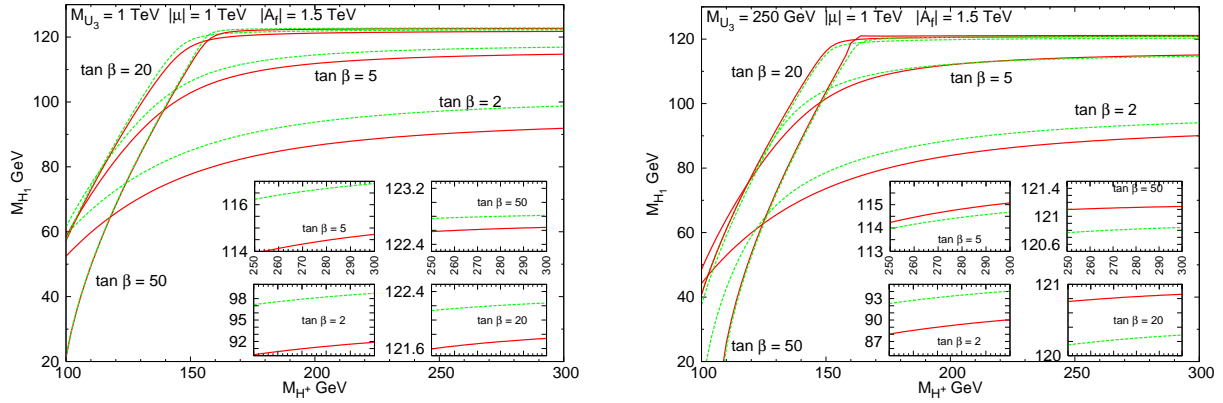 M_{U_3} = 1 TeV |μ| = 1 TeV |A_f| = 1.5 TeV
M_{H_1} GeV
120
100
80
60
40
20
tan β = 20
tan β = 5
tan β = 2
tan β = 50
116
114
tan β = 5
250
260
270
280
290
300
123.2
122.4
tan β = 50
250
260
270
280
290
300
98
95
92
tan β = 2
122.4
121.6
tan β = 20
100 150 200 250 300
M_{H^+} GeV
M_{U_3} = 250 GeV |μ| = 1 TeV |A_f| = 1.5 TeV
M_{H_1} GeV
120
100
80
60
40
20
tan β = 20
tan β = 5
tan β = 2
tan β = 50
115
114
113
tan β = 5
250
260
270
280
290
300
121.4
121
120.6
tan β = 50
250
260
270
280
290
300
93
90
87
tan β = 2
121
120
tan β = 20
100 150 200 250 300
M_{H^+} GeV